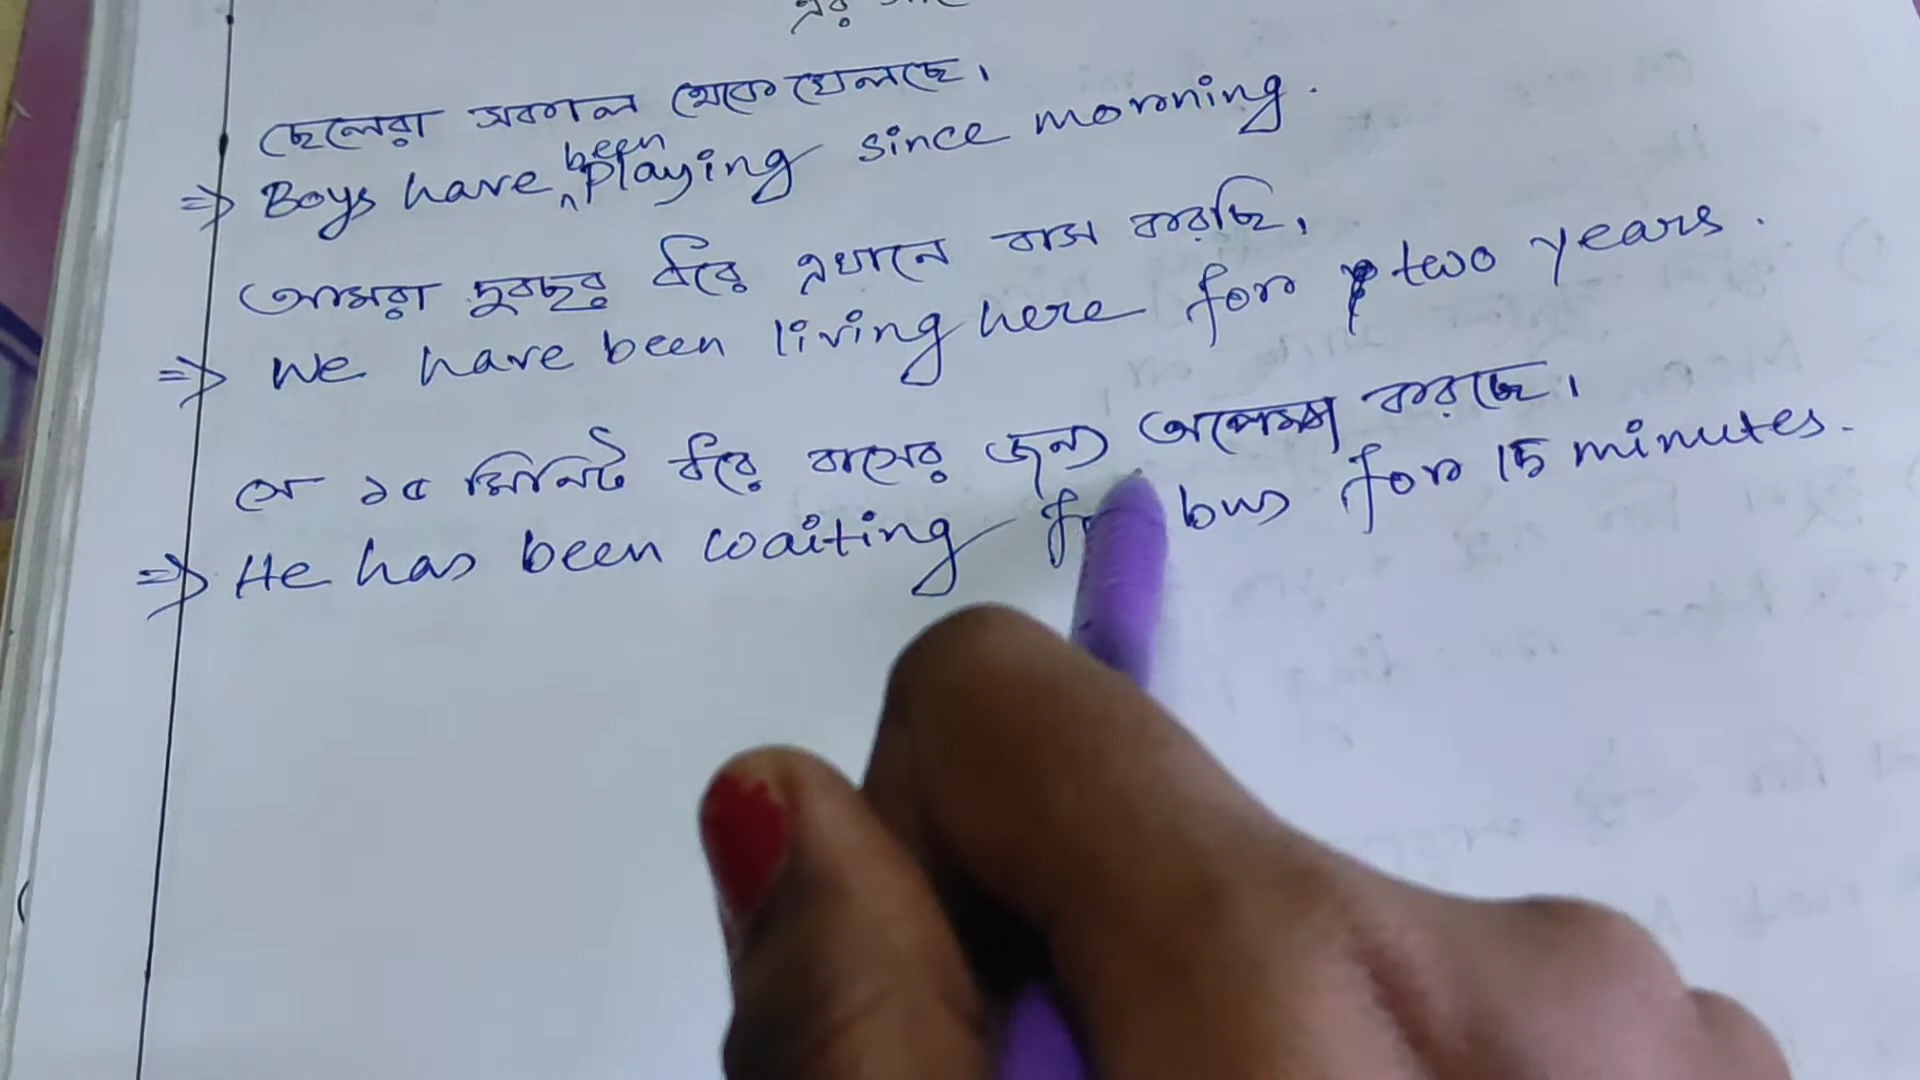 এর
ছেলেরা সকাল থেকে খেলছে।
⇒ Boys have been playing since morning.
আমরা দুবছর ধরে এখানে বাস করছি।
⇒ We have been living here for two years.
সে ১৫ মিনিট ধরে বাসের জন্য অপেক্ষা করছে।
⇒ He has been waiting bus for 15 minutes.